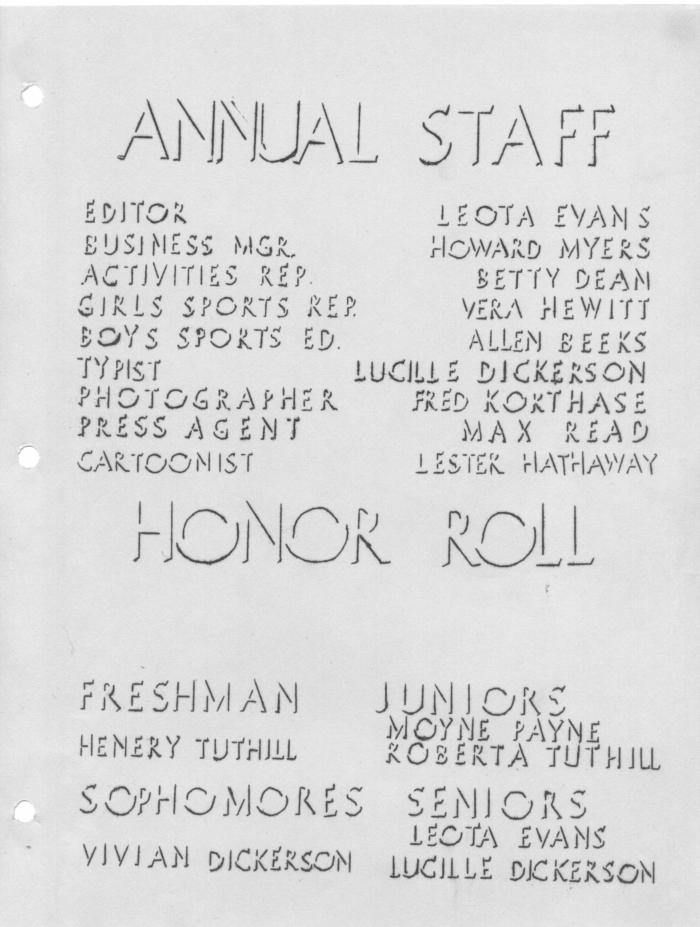 ANNUAL STAFF
EDITOR LEOTA EVANS
BUSINESS MGR. HOWARD MYERS
ACTIVITIES REP. BETTY DEAN
GIRLS SPORTS REP. VERA HEWITT
BOYS SPORTS ED. ALLEN BEEKS
TYPIST LUCILLE DICKERSON
PHOTOGRAPHER FRED KORTHASE
PRESS AGENT MAX READ
CARTOONIST LESTER HATHAWAY
HONOR ROLL
FRESHMAN
HENERY TUTHILL
JUNIORS
MOYNE PAYNE
ROBERTA TUTHILL
SOPHOMORES
VIVIAN DICKERSON
SENIORS
LEOTA EVANS
LUCILLE DICKERSON